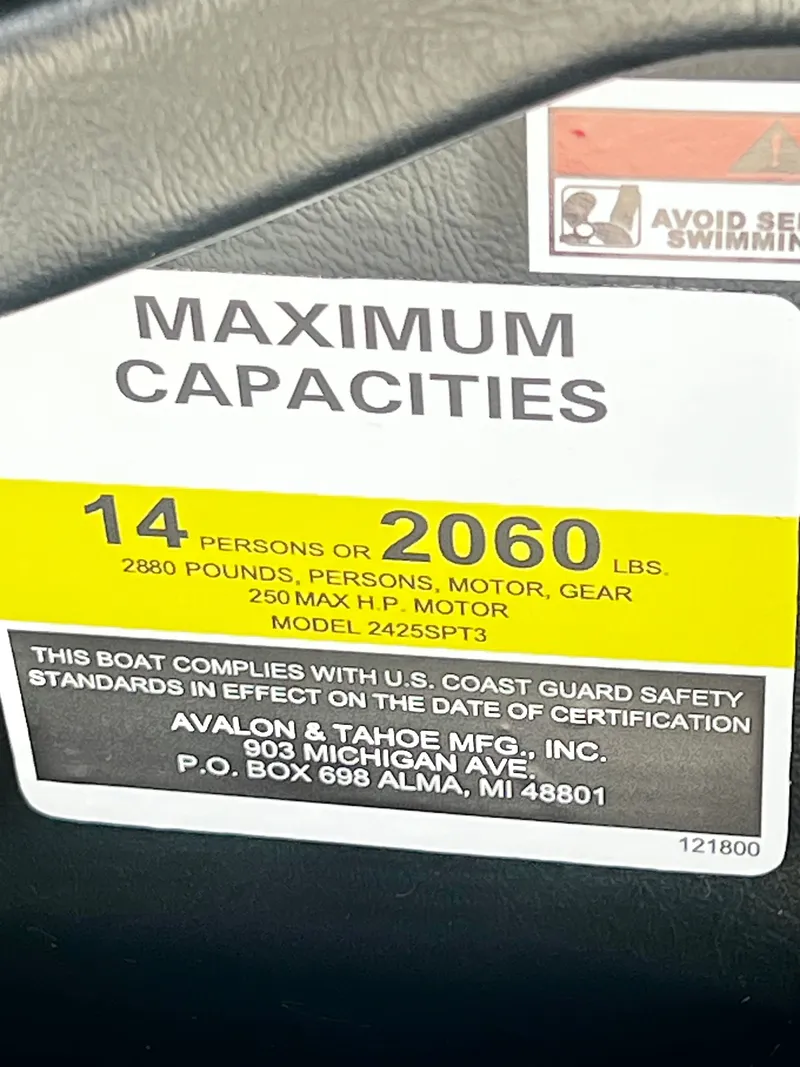 AVOID
SWIMMIN
MAXIMUM
CAPACITIES
14 PERSONS OR 2060 LBS.
2880 POUNDS, PERSONS, MOTOR, GEAR
250 MAX H.P. MOTOR
MODEL 2425SPT3
THIS BOAT COMPLIES WITH U.S. COAST GUARD SAFETY
STANDARDS IN EFFECT ON THE DATE OF CERTIFICATION
AVALON & TAHOE MFG., INC.
903 MICHIGAN AVE.
P.O. BOX 698 ALMA, MI 48801
121800